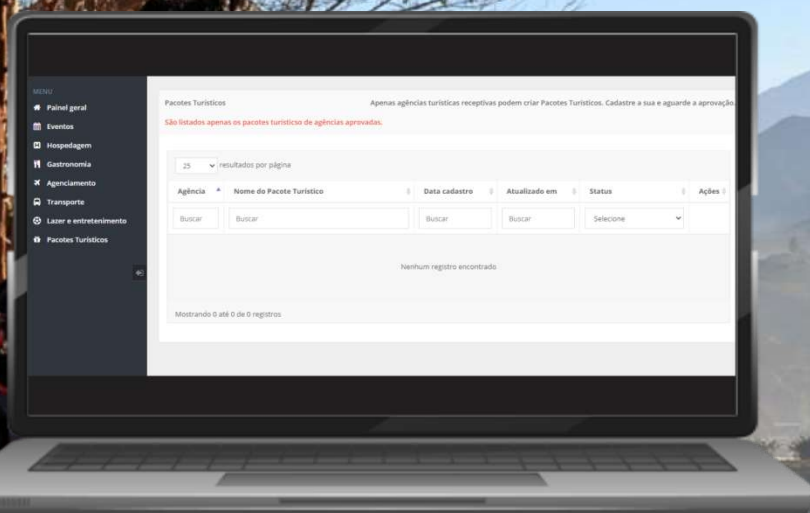 MENU
Painel geral
Eventos
Hospedagem
Gastronomia
Agenciamento
Transporte
Lazer e entretenimento
Pacotes Turísticos
Pacotes Turísticos Apenas agências turísticas receptivas podem criar Pacotes Turísticos. Cadastre a sua e aguarde a aprovação.
São listados apenas os pacotes turísticso de agências aprovadas.
25 resultados por página
Agência Nome do Pacote Turístico Data cadastro Atualizado em Status Ações
Buscar Buscar Buscar Buscar Selecione
Nenhum registro encontrado
Mostrando 0 até 0 de 0 registros